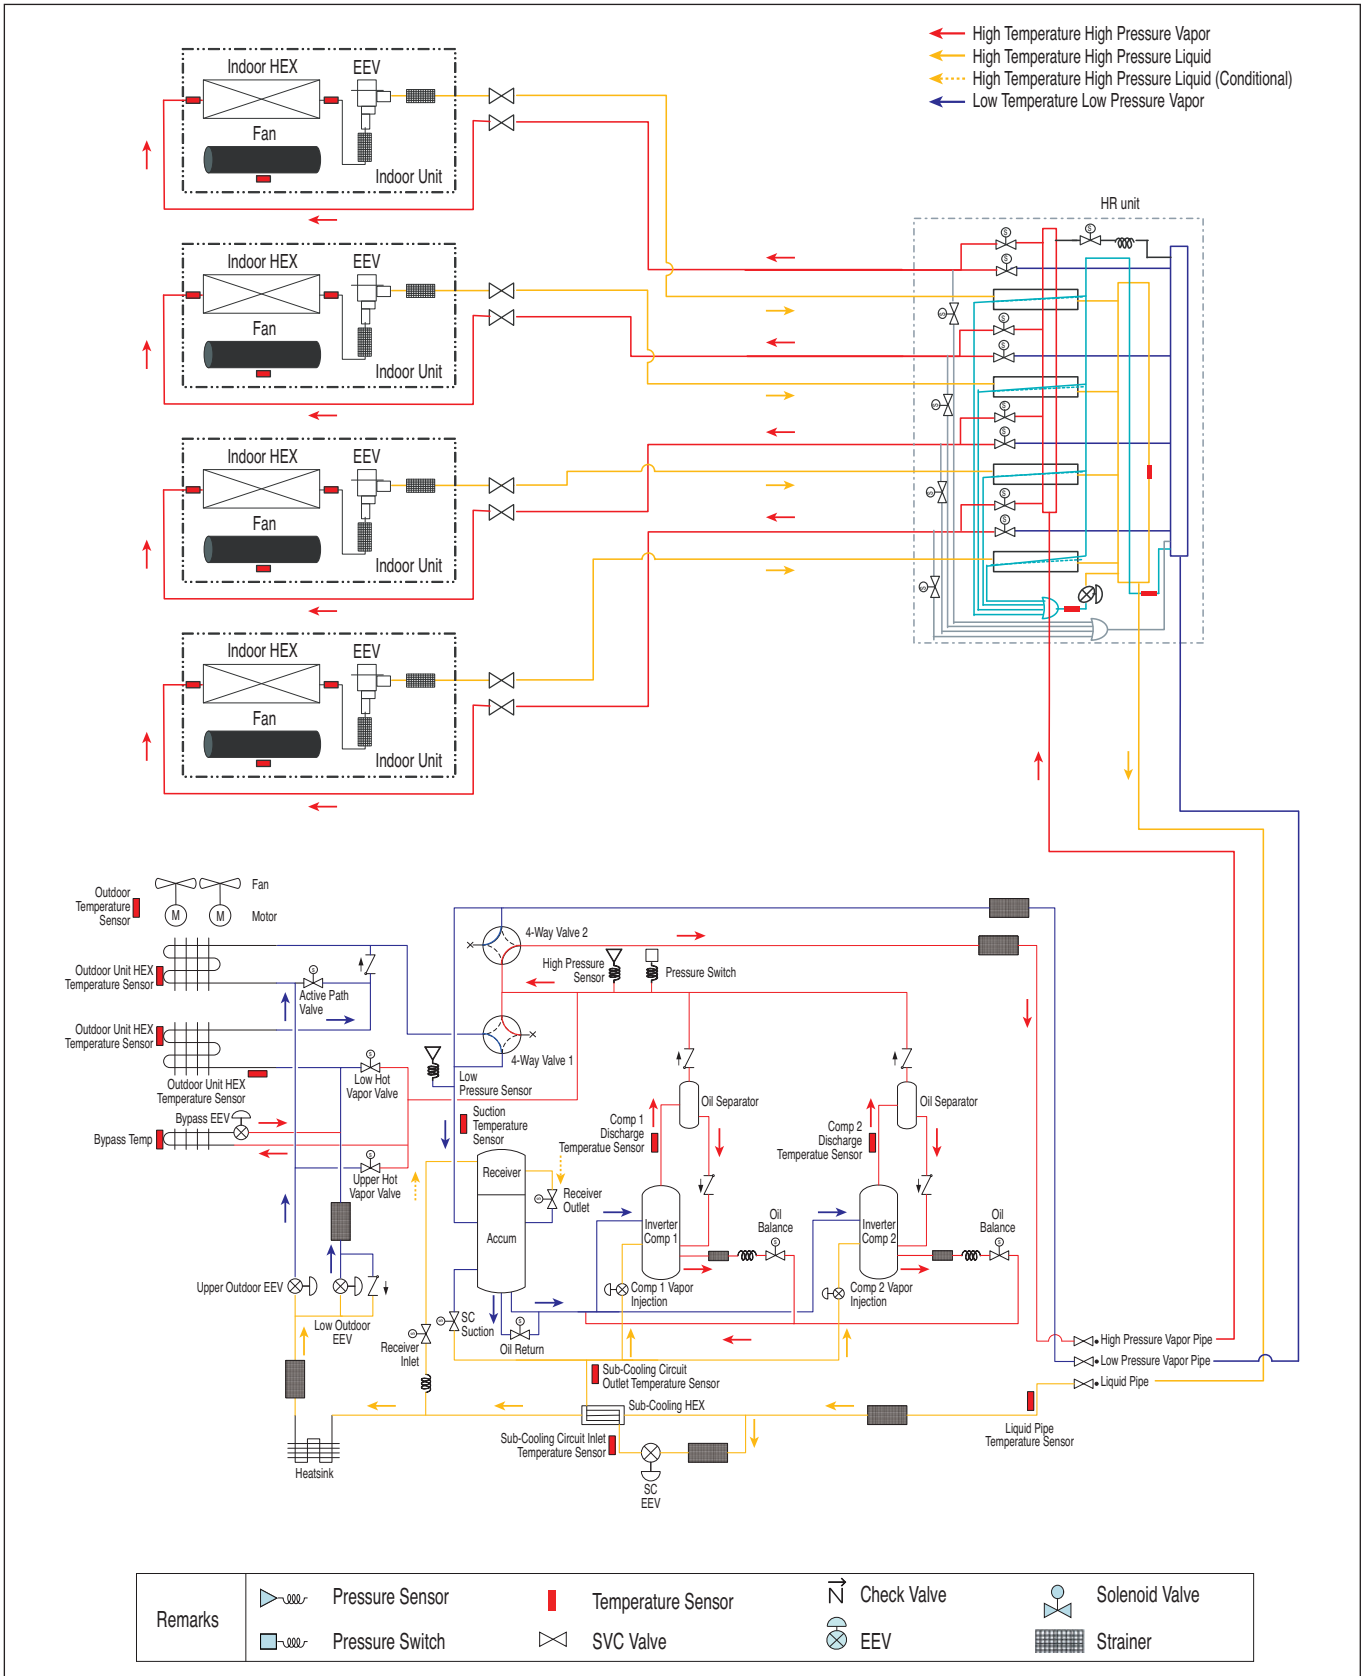 High Temperature High Pressure Vapor
High Temperature High Pressure Liquid
High Temperature High Pressure Liquid (Conditional)
Low Temperature Low Pressure Vapor
Indoor HEX
EEV
Fan
Indoor Unit
HR unit
S
S
S
S
Indoor HEX
EEV
Fan
Indoor Unit
S
S
S
S
Indoor HEX
EEV
Fan
Indoor Unit
S
S
S
S
Indoor HEX
EEV
Fan
Indoor Unit
S
Outdoor
Temperature
Sensor
Fan
M
M
Motor
4-Way Valve 2
High Pressure
Sensor
Pressure Switch
Outdoor Unit HEX
Temperature Sensor
S
Active Path
Valve
Outdoor Unit HEX
Temperature Sensor
4-Way Valve 1
S
Low Hot
Vapor Valve
Low
Pressure Sensor
Outdoor Unit HEX
Temperature Sensor
Bypass EEV
Bypass Temp
Suction
Temperature
Sensor
Oil Separator
Oil Separator
Comp 1
Discharge
Temperatue Sensor
Comp 2
Discharge
Temperatue Sensor
S
Upper Hot
Vapor Valve
Receiver
S
Receiver
Outlet
Accum
Inverter
Comp 1
Oil
Balance
S
Inverter
Comp 2
Oil
Balance
S
Upper Outdoor EEV
Comp 1 Vapor
Injection
Comp 2 Vapor
Injection
Low Outdoor
EEV
S
Receiver
Inlet
S
SC
Suction
S
Oil Return
High Pressure Vapor Pipe
Low Pressure Vapor Pipe
Liquid Pipe
Sub-Cooling Circuit
Outlet Temperature Sensor
Sub-Cooling HEX
Sub-Cooling Circuit Inlet
Temperature Sensor
Liquid Pipe
Temperature Sensor
Heatsink
SC
EEV
Remarks
Pressure Sensor
Temperature Sensor
Check Valve
Solenoid Valve
Pressure Switch
SVC Valve
EEV
Strainer